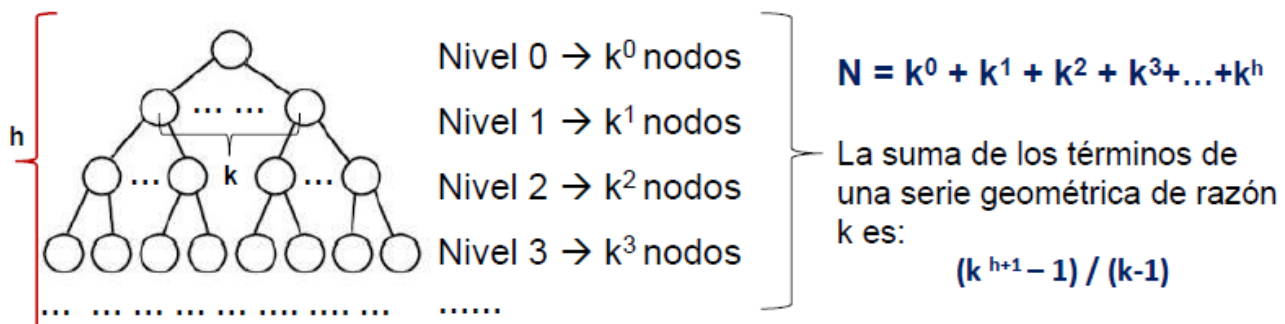 h
... ...
... k ...
... ... ... ... ... .... .... ...
Nivel 0 → k⁰ nodos
Nivel 1 → k¹ nodos
Nivel 2 → k² nodos
Nivel 3 → k³ nodos
......
N = k⁰ + k¹ + k² + k³+...+kʰ
La suma de los términos de
una serie geométrica de razón
k es:
(k ʰ⁺¹ – 1) / (k-1)